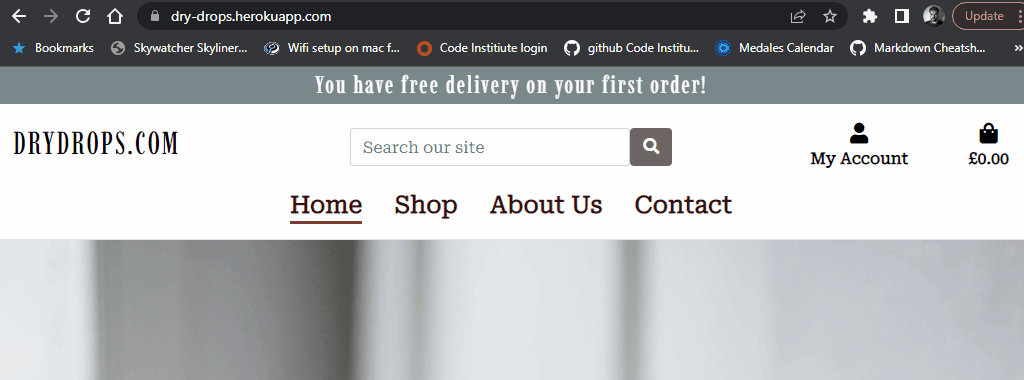 dry-drops.herokuapp.com
Update
Bookmarks Skywatcher Skyliner... Wifi setup on mac f... Code Institiute login github Code Institu... Medales Calendar Markdown Cheatsh... »
You have free delivery on your first order!
DRYDROPS.COM
Search our site
My Account
£0.00
Home Shop About Us Contact